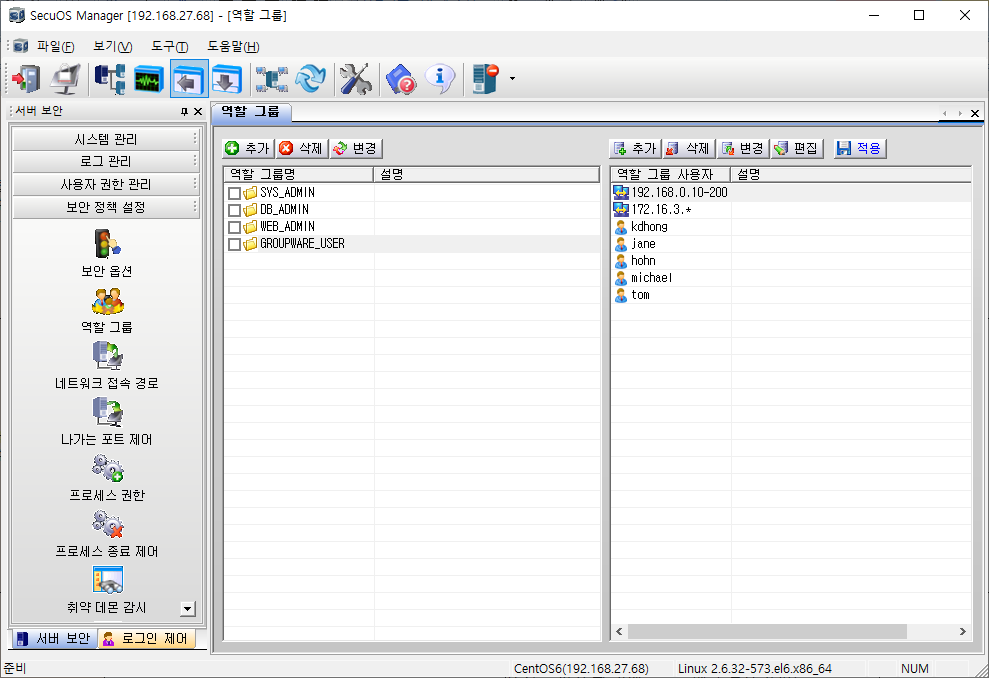 SecuOS Manager [192.168.27.68] - [역할 그룹]
파일(F) 보기(V) 도구(T) 도움말(H)
서버 보안
시스템 관리
로그 관리
사용자 권한 관리
보안 정책 설정
보안 옵션
역할 그룹
네트워크 접속 경로
나가는 포트 제어
프로세스 권한
프로세스 종료 제어
취약 데몬 감시
서버 보안 로그인 제어
역할 그룹
추가 삭제 변경
역할 그룹명 설명
SYS_ADMIN
DB_ADMIN
WEB_ADMIN
GROUPWARE_USER
추가 삭제 변경 편집 적용
역할 그룹 사용자 설명
192.168.0.10-200
172.16.3.*
kdhong
jane
hohn
michael
tom
준비 CentOS6(192.168.27.68) Linux 2.6.32-573.el6.x86_64 NUM